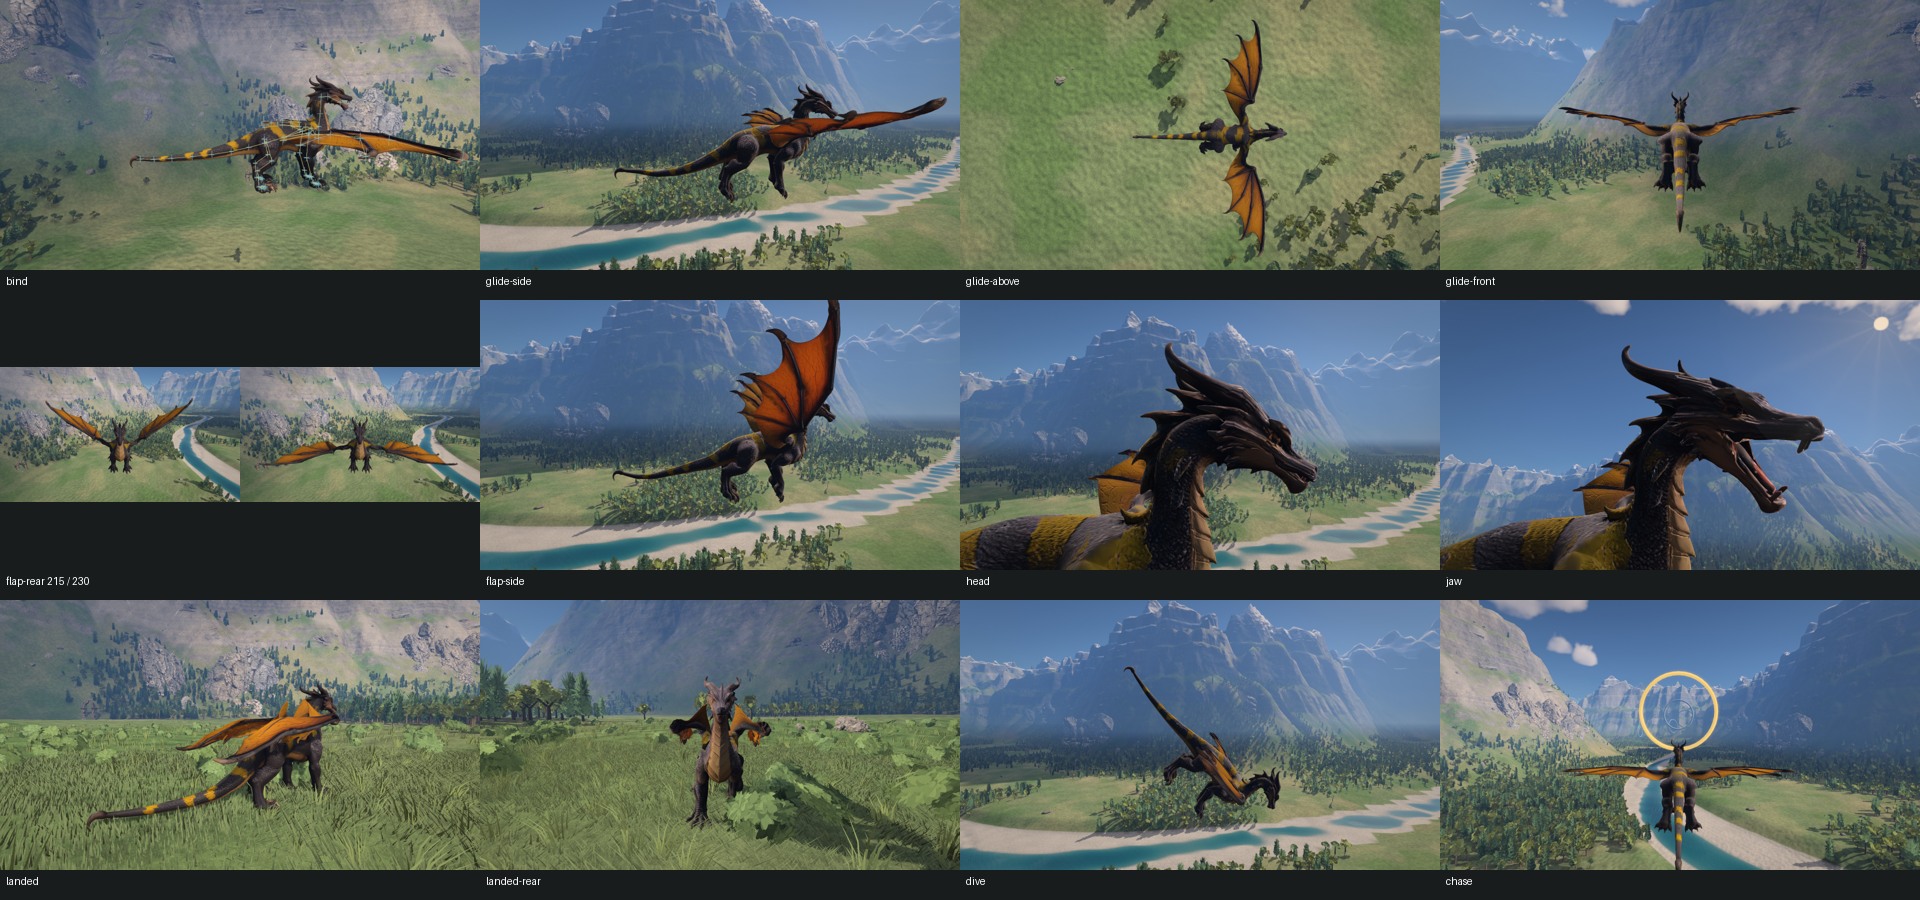 bind
glide-side
glide-above
glide-front
flap-rear 215 / 230
flap-side
head
jaw
landed
landed-rear
dive
chase